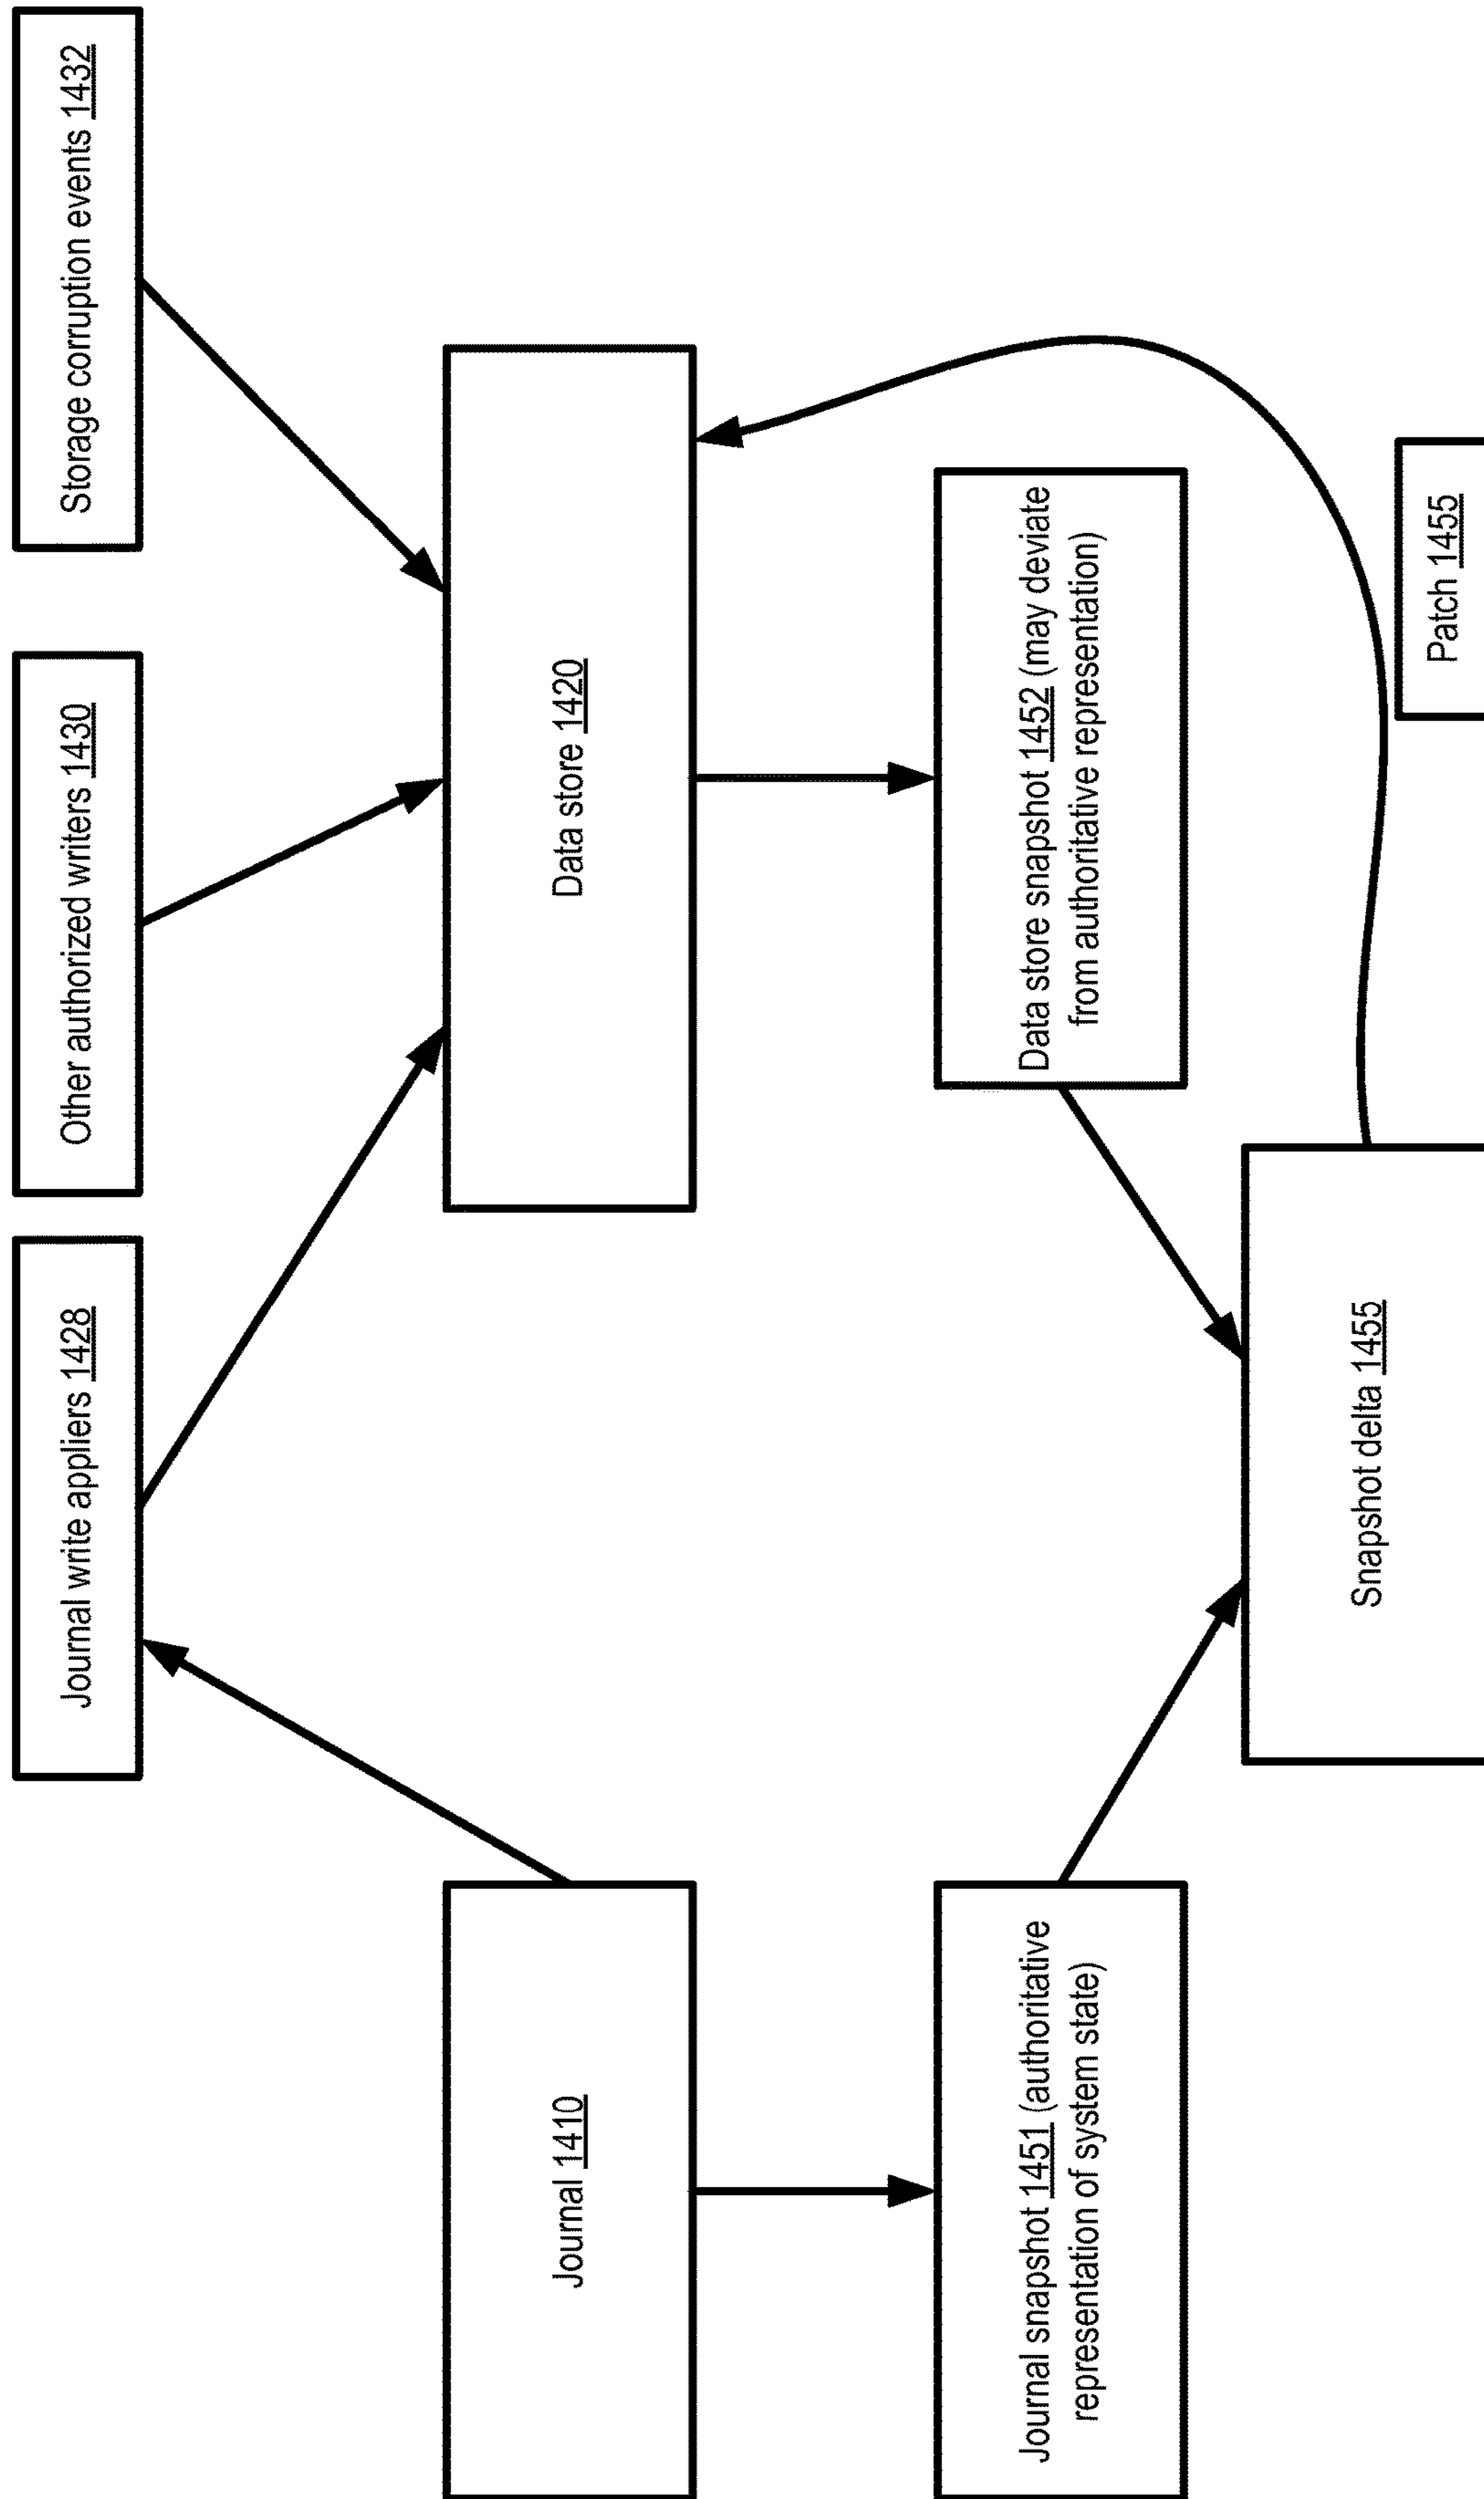 Journal write appliers 1428
Other authorized writers 1430
Storage corruption events 1432
Journal 1410
Data store 1420
Journal snapshot 1451 (authoritative
representation of system state)
Data store snapshot 1452 (may deviate
from authoritative representation)
Snapshot delta 1455
Patch 1455